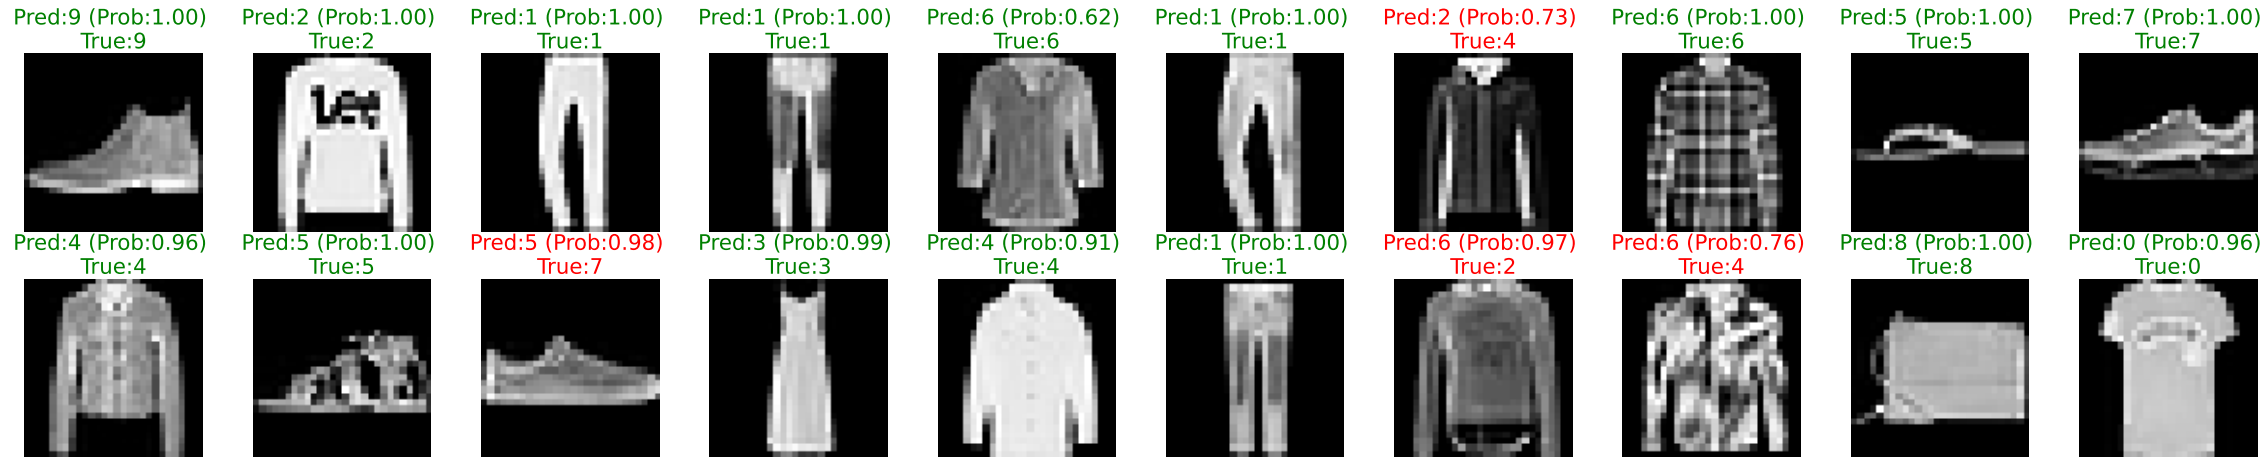 Pred:9 (Prob:1.00) Pred:2 (Prob:1.00) Pred:1 (Prob:1.00) Pred:1 (Prob:1.00) Pred:6 (Prob:0.62) Pred:1 (Prob:1.00) Pred:2 (Prob:0.73) Pred:6 (Prob:1.00) Pred:5 (Prob:1.00) Pred:7 (Prob:1.00)
True:9 True:2 True:1 True:1 True:6 True:1 True:4 True:6 True:5 True:7
Lee
Pred:4 (Prob:0.96) Pred:5 (Prob:1.00) Pred:5 (Prob:0.98) Pred:3 (Prob:0.99) Pred:4 (Prob:0.91) Pred:1 (Prob:1.00) Pred:6 (Prob:0.97) Pred:6 (Prob:0.76) Pred:8 (Prob:1.00) Pred:0 (Prob:0.96)
True:4 True:5 True:7 True:3 True:4 True:1 True:2 True:4 True:8 True:0